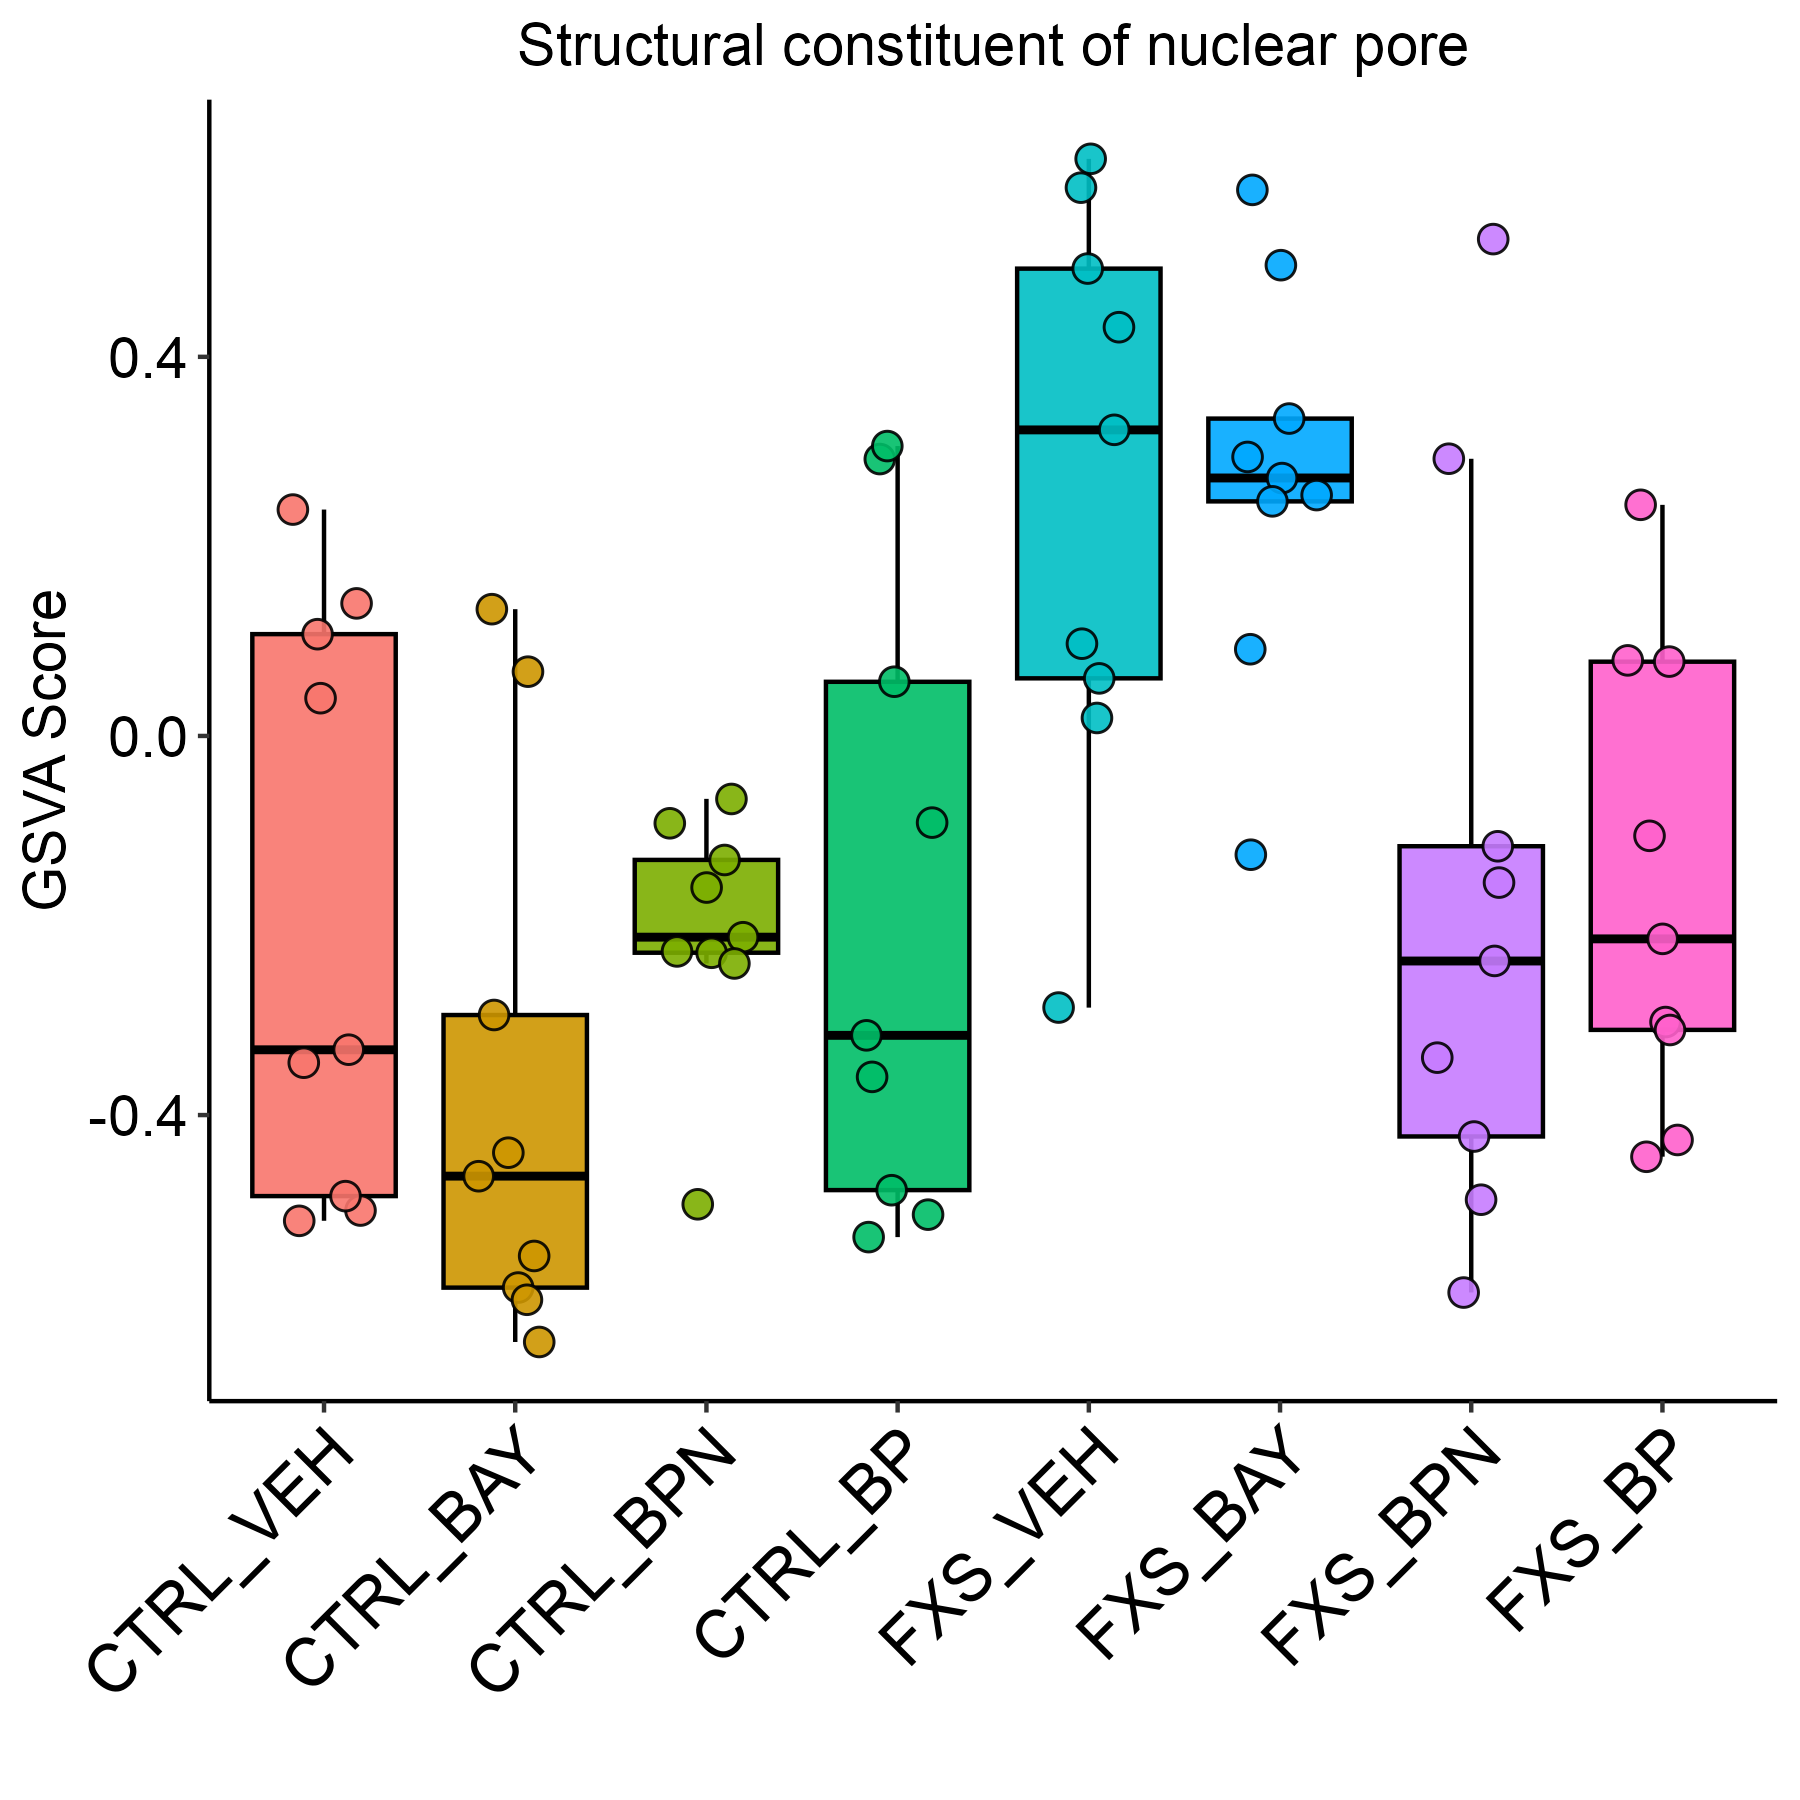 Structural constituent of nuclear pore
GSVA Score
0.4
0.0
-0.4
CTRL_VEH
CTRL_BAY
CTRL_BPN
CTRL_BP
FXS_VEH
FXS_BAY
FXS_BPN
FXS_BP